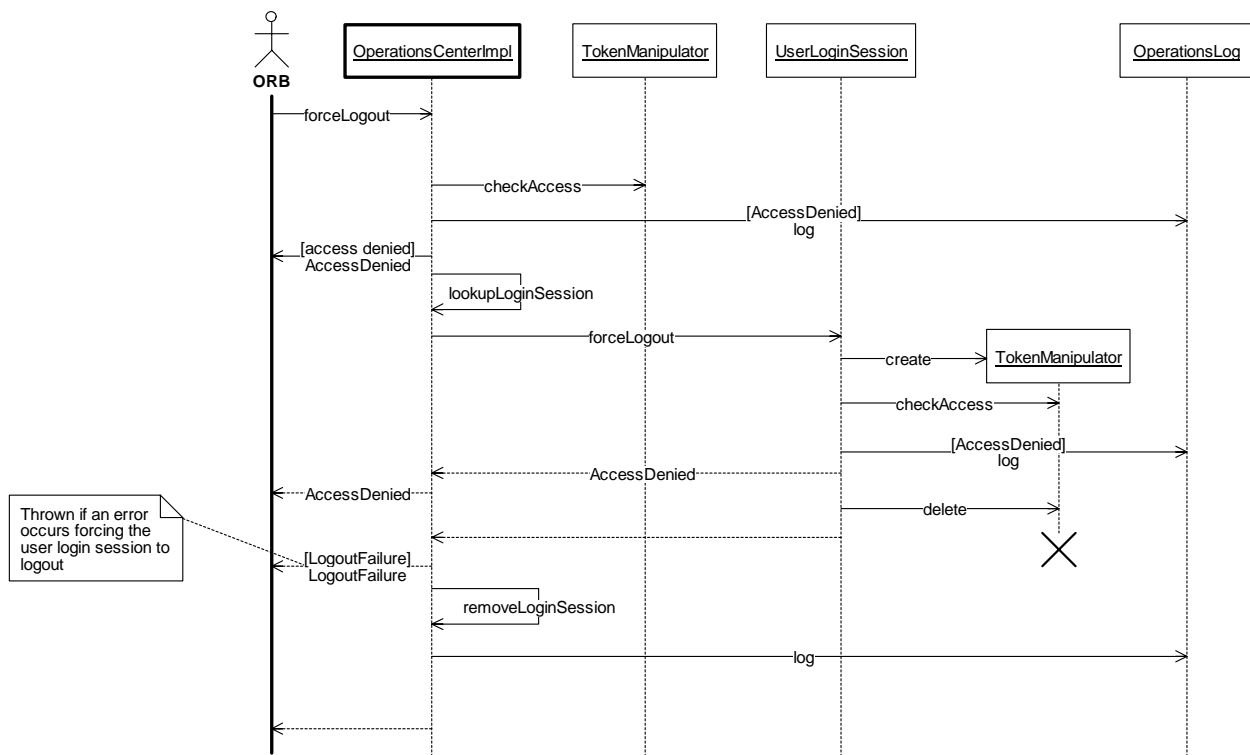 OperationsCenterImpl
TokenManipulator
UserLoginSession
OperationsLog
ORB
forceLogout
checkAccess
[AccessDenied]
log
[access denied]
AccessDenied
lookupLoginSession
forceLogout
create
TokenManipulator
checkAccess
[AccessDenied]
log
AccessDenied
AccessDenied
delete
Thrown if an error
occurs forcing the
user login session to
logout
[LogoutFailure]
LogoutFailure
removeLoginSession
log